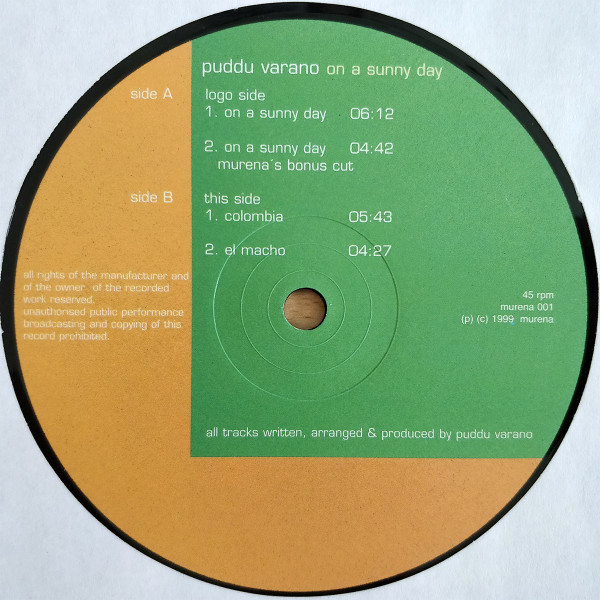 puddu varano on a sunny day
side A
logo side
1. on a sunny day 06:12
2. on a sunny day 04:42
murena´s bonus cut
side B
this side
1. colombia 05:43
2. el macho 04:27
all rights of the manufacturer and
of the owner of the recorded
work reserved.
unauthorised public performance
broadcasting and copying of this
record prohibited.
45 rpm
murena 001
(p) (c) 1999 murena
all tracks written, arranged & produced by puddu varano